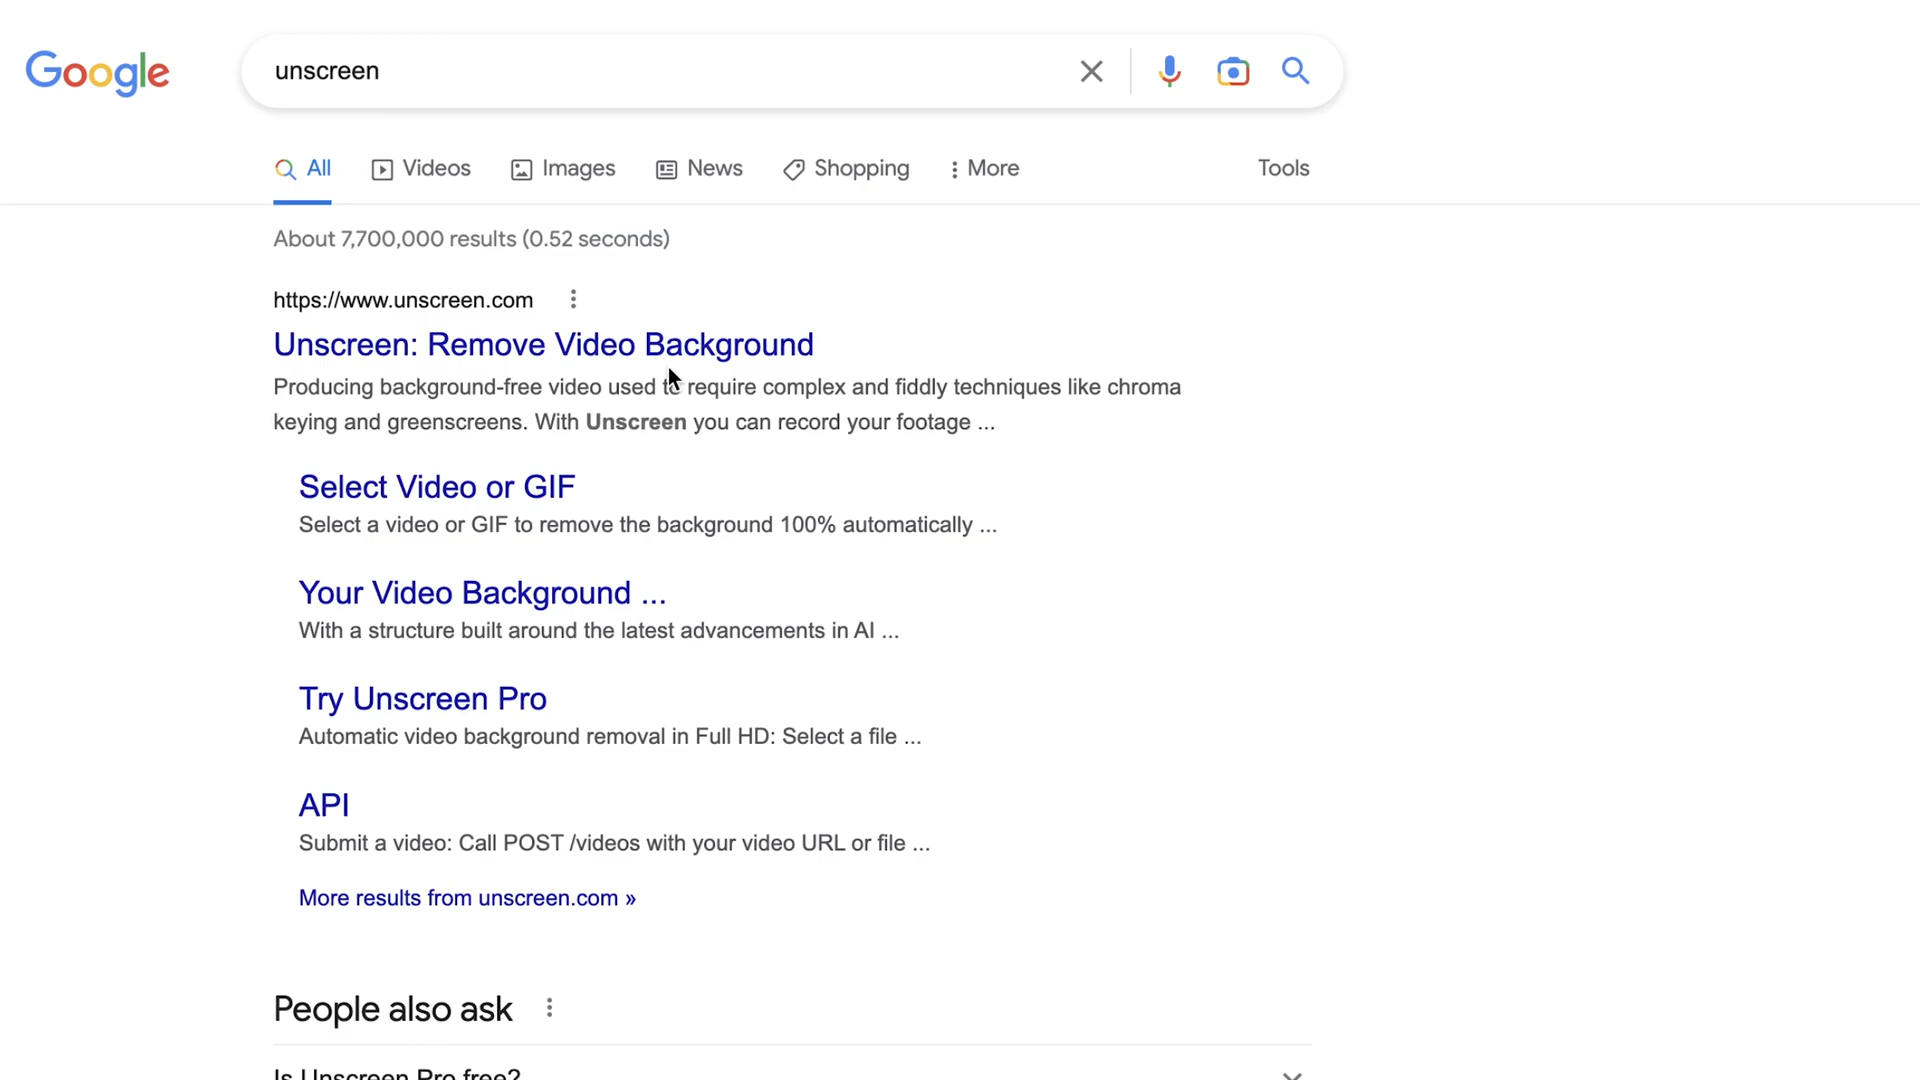 Google
unscreen
All Videos Images News Shopping More Tools
About 7,700,000 results (0.52 seconds)
https://www.unscreen.com
Unscreen: Remove Video Background
Producing background-free video used to require complex and fiddly techniques like chroma
keying and greenscreens. With Unscreen you can record your footage ...
Select Video or GIF
Select a video or GIF to remove the background 100% automatically ...
Your Video Background ...
With a structure built around the latest advancements in AI ...
Try Unscreen Pro
Automatic video background removal in Full HD: Select a file ...
API
Submit a video: Call POST /videos with your video URL or file ...
More results from unscreen.com »
People also ask
Is Unscreen Pro free?